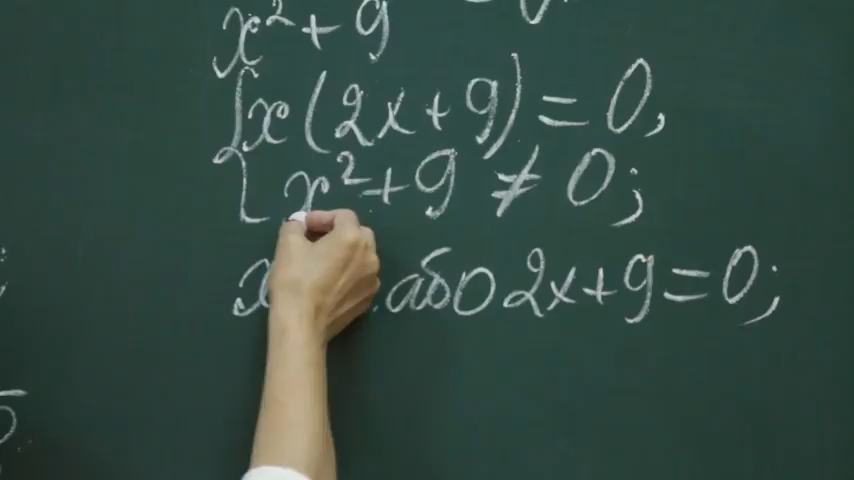 x² + 9
{ x(2x + 9) = 0,
{ x² + 9 ≠ 0;
x або 2x + 9 = 0;